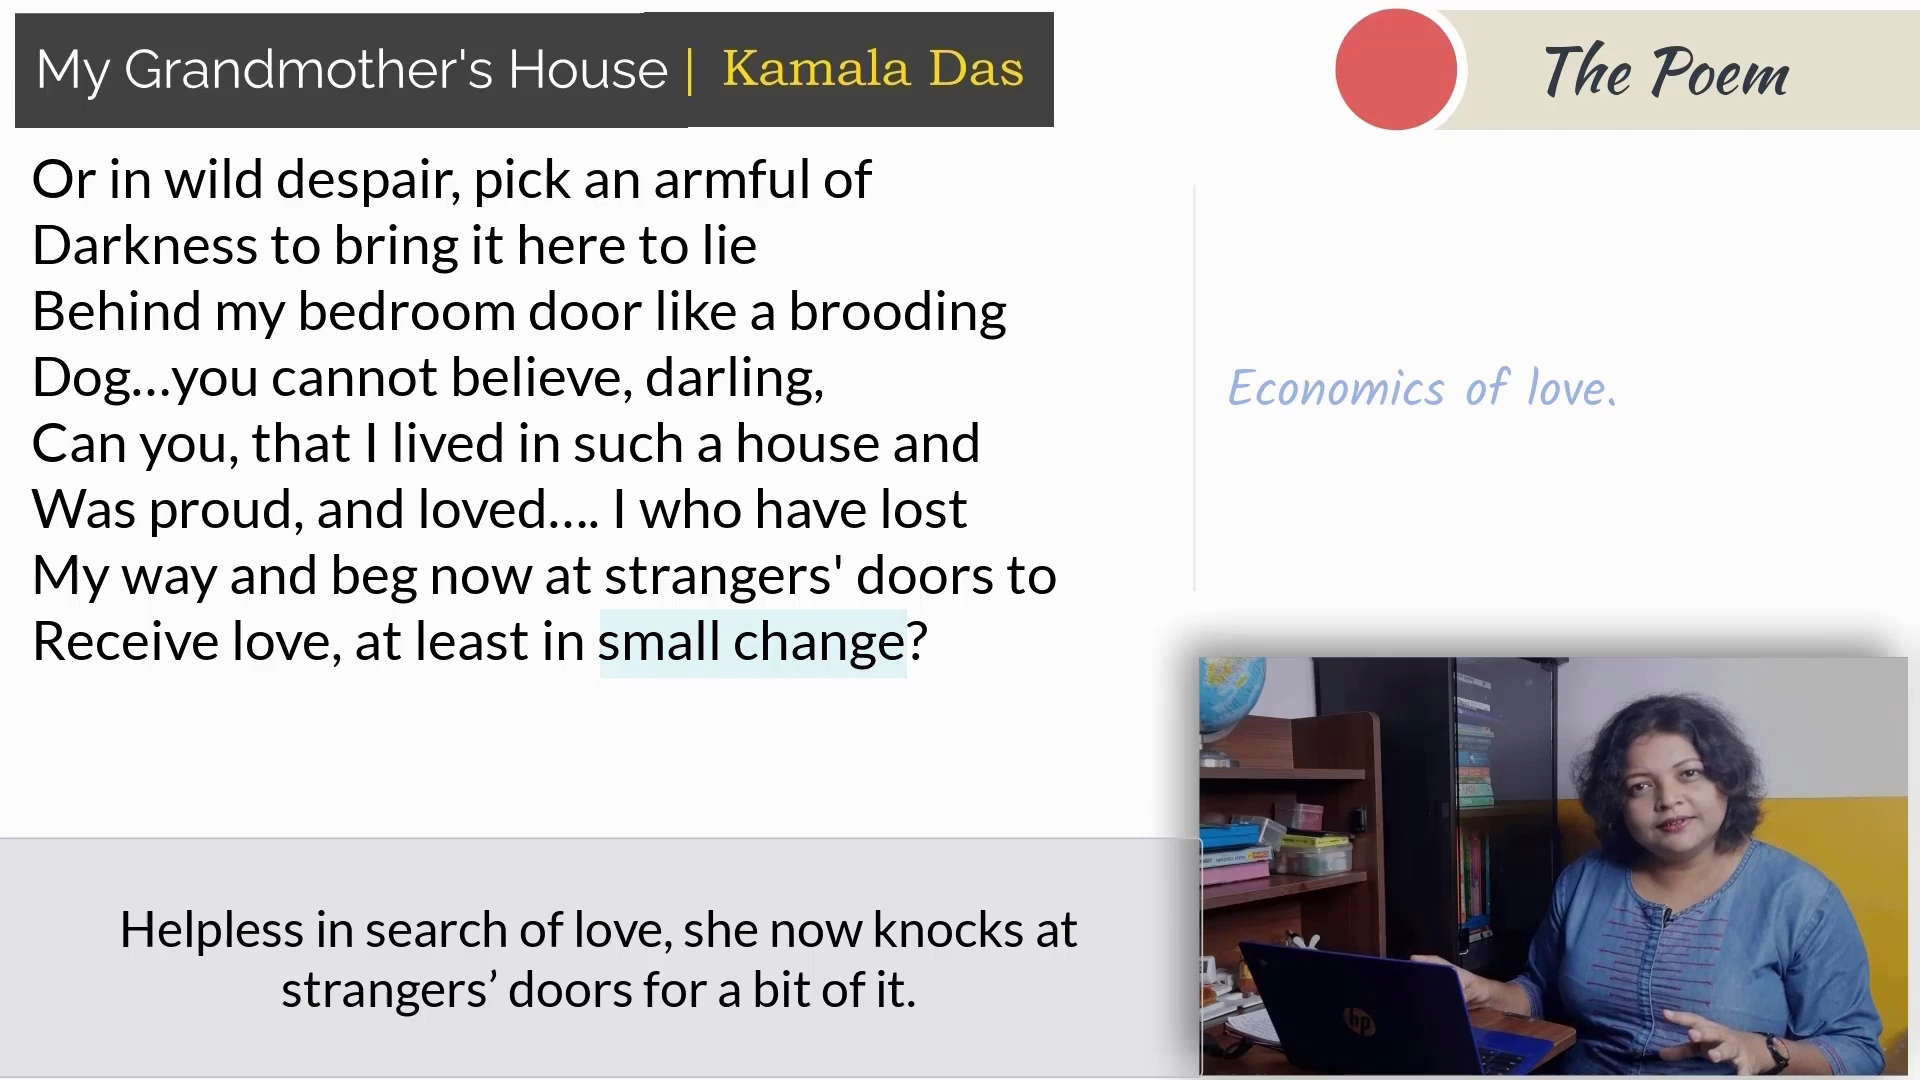 My Grandmother's House | Kamala Das
The Poem
Or in wild despair, pick an armful of
Darkness to bring it here to lie
Behind my bedroom door like a brooding
Dog...you cannot believe, darling,
Can you, that I lived in such a house and
Was proud, and loved.... I who have lost
My way and beg now at strangers' doors to
Receive love, at least in small change?
Economics of love.
Helpless in search of love, she now knocks at
strangers’ doors for a bit of it.
hp